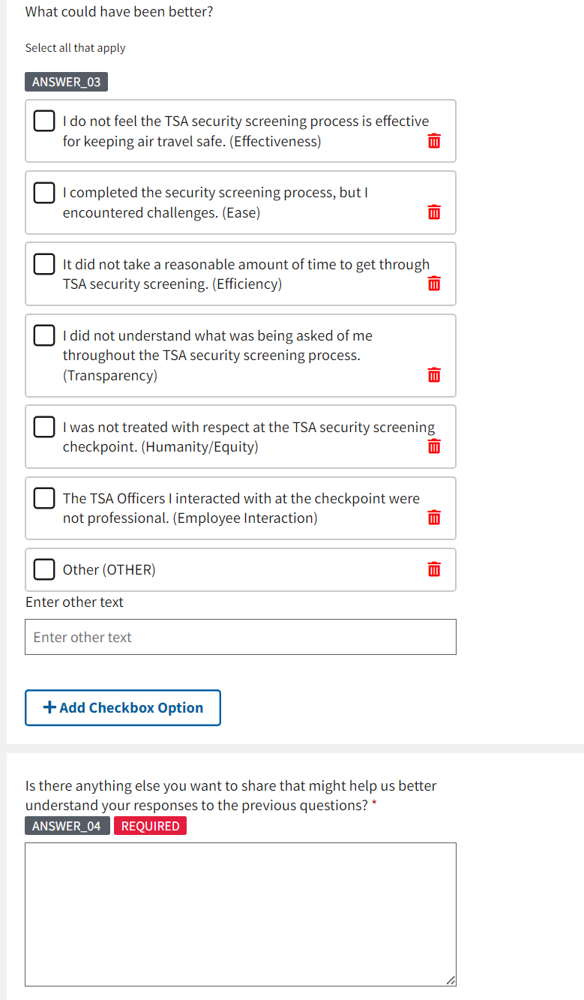 What could have been better?
Select all that apply
ANSWER_03
I do not feel the TSA security screening process is effective
for keeping air travel safe. (Effectiveness)
I completed the security screening process, but I
encountered challenges. (Ease)
It did not take a reasonable amount of time to get through
TSA security screening. (Efficiency)
I did not understand what was being asked of me
throughout the TSA security screening process.
(Transparency)
I was not treated with respect at the TSA security screening
checkpoint. (Humanity/Equity)
The TSA Officers I interacted with at the checkpoint were
not professional. (Employee Interaction)
Other (OTHER)
Enter other text
Enter other text
+ Add Checkbox Option
Is there anything else you want to share that might help us better
understand your responses to the previous questions? *
ANSWER_04 REQUIRED